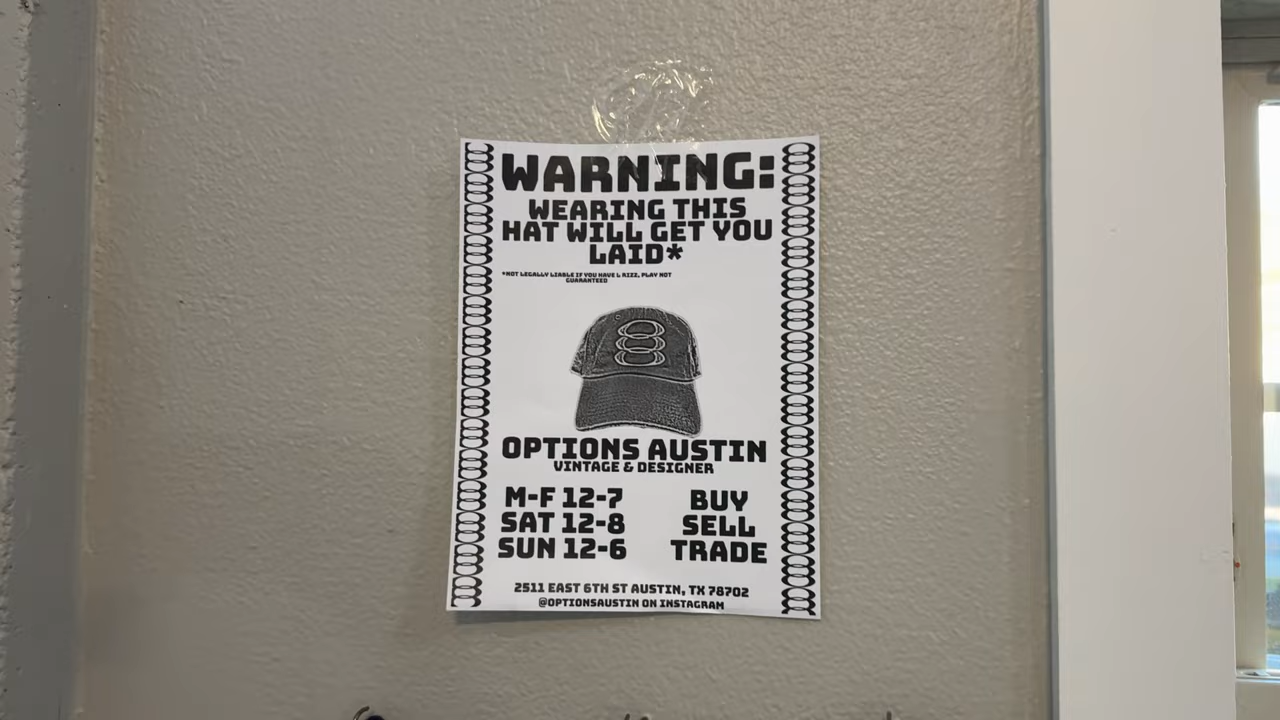 WARNING:
WEARING THIS
HAT WILL GET YOU
LAID*
*NOT LEGALLY LIABLE IF YOU HAVE L RIZZ, PLAY NOT
GUARANTEED
OPTIONS AUSTIN
VINTAGE & DESIGNER
M-F 12-7
SAT 12-8
SUN 12-6
BUY
SELL
TRADE
2511 EAST 6TH ST AUSTIN, TX 78702
@OPTIONSAUSTIN ON INSTAGRAM